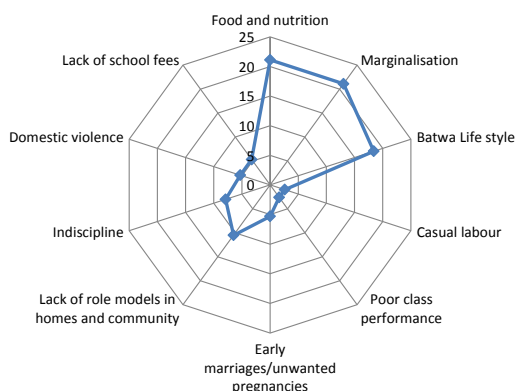 Food and nutrition
25
20
15
10
5
0
Marginalisation
Batwa Life style
Casual labour
Poor class
performance
Early
marriages/unwanted
pregnancies
Lack of role models in
homes and community
Indiscipline
Domestic violence
Lack of school fees